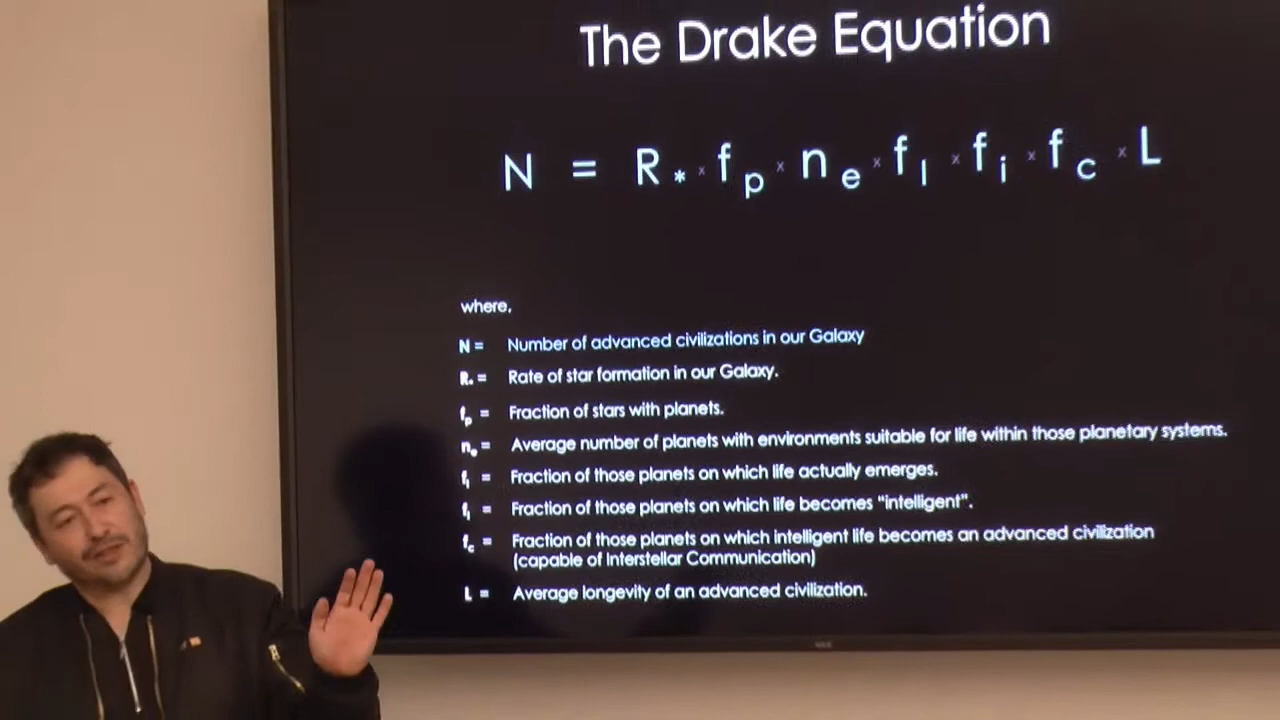 The Drake Equation
N = R* x fp x ne x fl x fi x fc x L
where,
N = Number of advanced civilizations in our Galaxy
R* = Rate of star formation in our Galaxy.
fp = Fraction of stars with planets.
ne = Average number of planets with environments suitable for life within those planetary systems.
fl = Fraction of those planets on which life actually emerges.
fi = Fraction of those planets on which life becomes "intelligent".
fc = Fraction of those planets on which intelligent life becomes an advanced civilization
(capable of Interstellar Communication)
L = Average longevity of an advanced civilization.